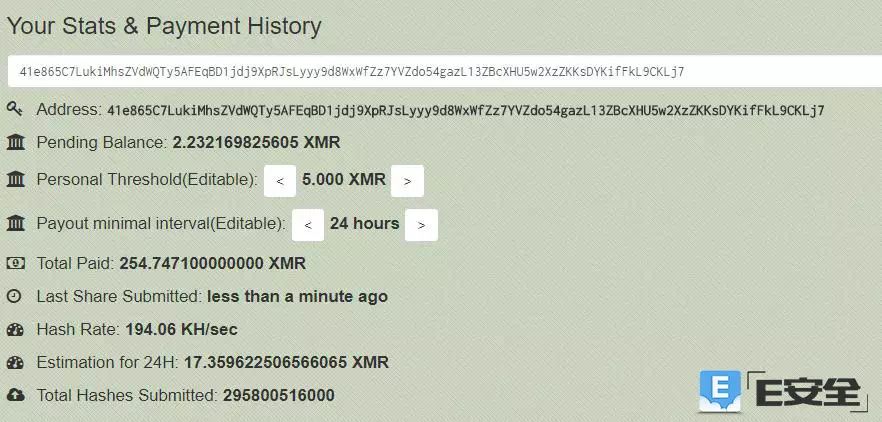 Your Stats & Payment History
41e865C7LukiMhsZVdWQTy5AFEqBD1jdj9XpRJsLyyy9d8WxWfZz7YVZdo54gazL13ZBcXHU5w2XzZKKsDYKifFkL9CKLj7
Address: 41e865C7LukiMhsZVdWQTy5AFEqBD1jdj9XpRJsLyyy9d8WxWfZz7YVZdo54gazL13ZBcXHU5w2XzZKKsDYKifFkL9CKLj7
Pending Balance: 2.232169825605 XMR
Personal Threshold(Editable): < 5.000 XMR >
Payout minimal interval(Editable): < 24 hours >
Total Paid: 254.747100000000 XMR
Last Share Submitted: less than a minute ago
Hash Rate: 194.06 KH/sec
Estimation for 24H: 17.359622506566065 XMR
Total Hashes Submitted: 295800516000
E E安全